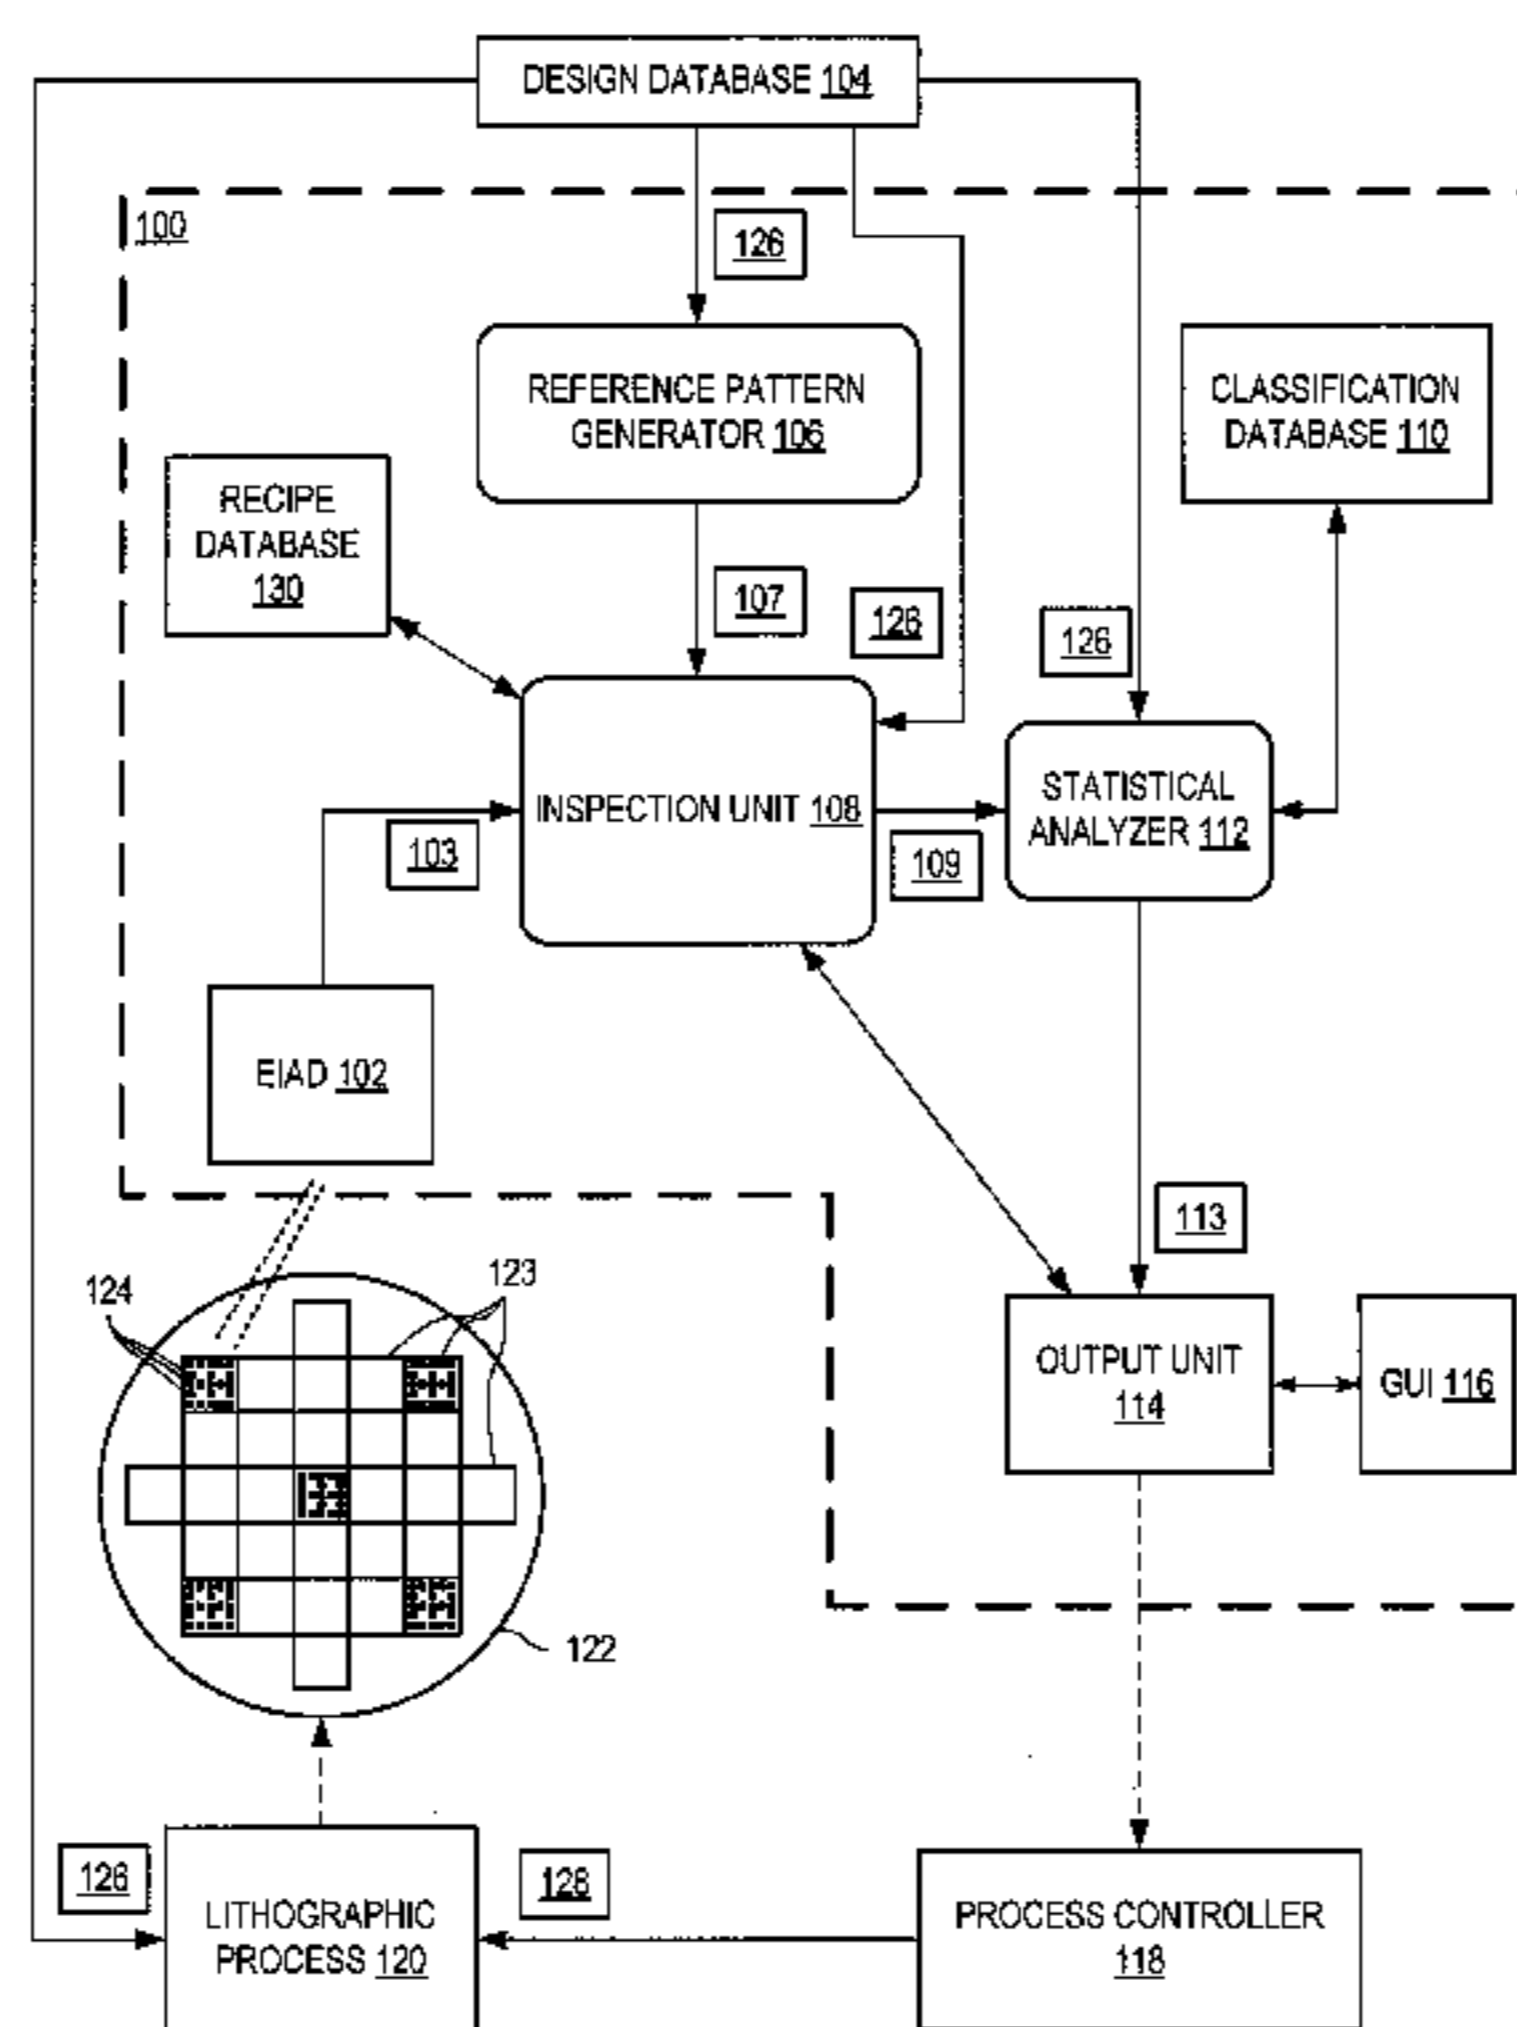 DESIGN DATABASE 104
100
126
REFERENCE PATTERN
GENERATOR 106
CLASSIFICATION
DATABASE 110
RECIPE
DATABASE
130
107
126
126
INSPECTION UNIT 108
STATISTICAL
ANALYZER 112
103
109
EIAD 102
113
124
123
OUTPUT UNIT
114
GUI 116
122
126
128
LITHOGRAPHIC
PROCESS 120
PROCESS CONTROLLER
118